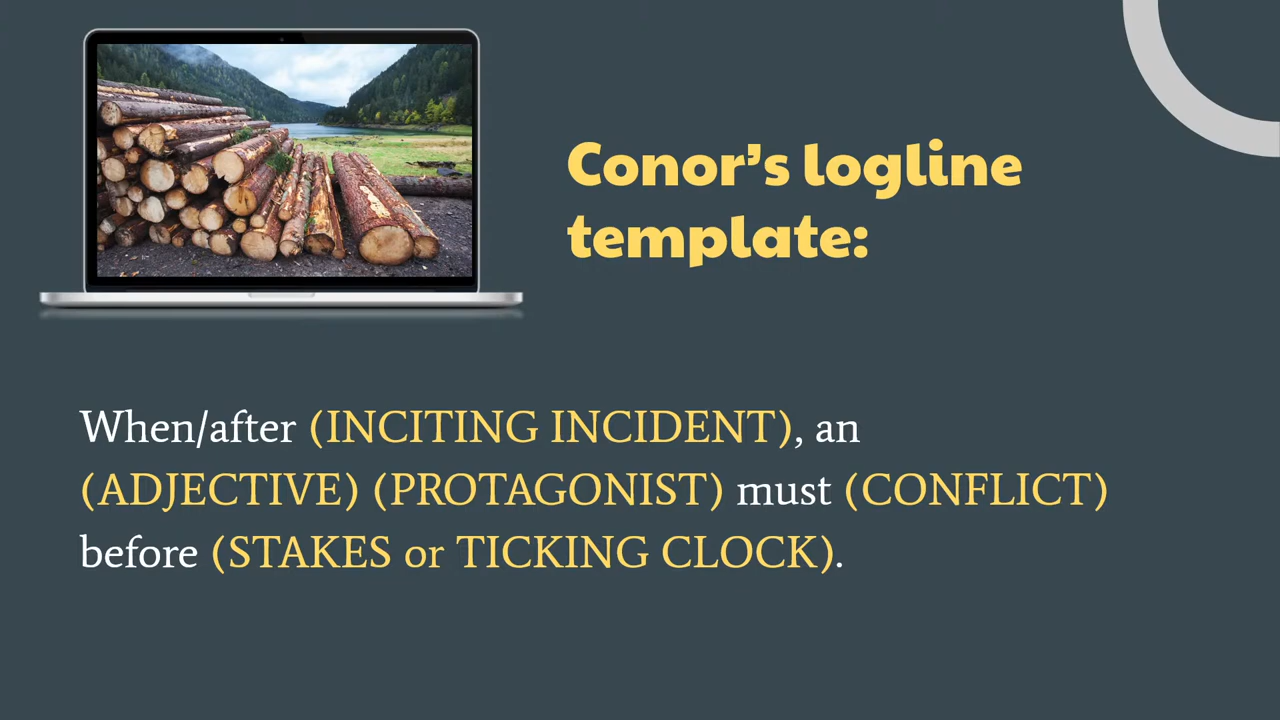 Conor’s logline
template:
When/after (INCITING INCIDENT), an
(ADJECTIVE) (PROTAGONIST) must (CONFLICT)
before (STAKES or TICKING CLOCK).